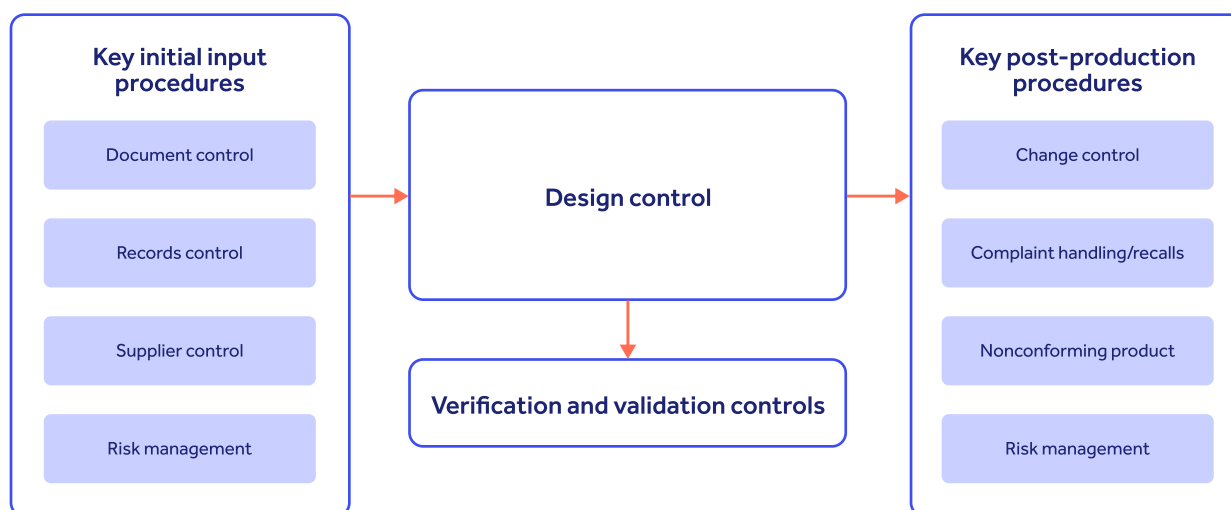 Key initial input
procedures
Document control
Records control
Supplier control
Risk management
Design control
Verification and validation controls
Key post-production
procedures
Change control
Complaint handling/recalls
Nonconforming product
Risk management